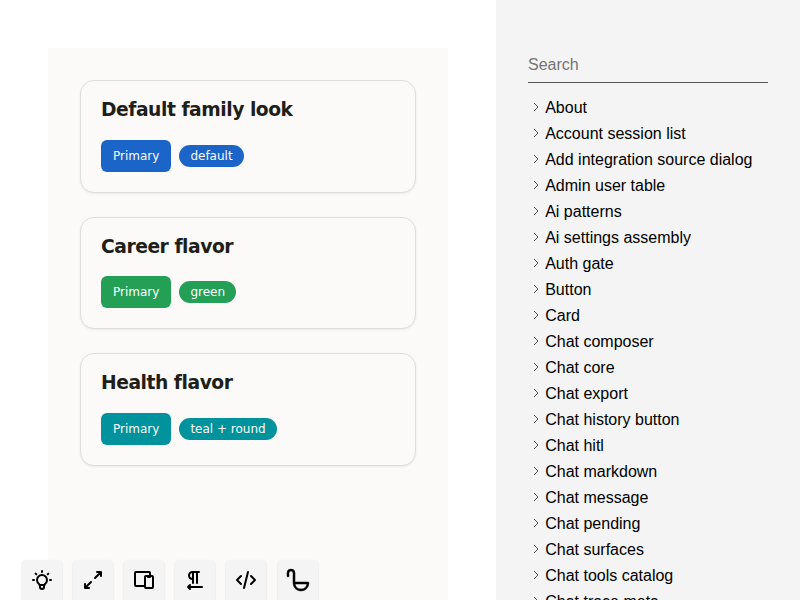 Default family look
Primary
default
Career flavor
Primary
green
Health flavor
Primary
teal + round
Search
About
Account session list
Add integration source dialog
Admin user table
Ai patterns
Ai settings assembly
Auth gate
Button
Card
Chat composer
Chat core
Chat export
Chat history button
Chat hitl
Chat markdown
Chat message
Chat pending
Chat surfaces
Chat tools catalog